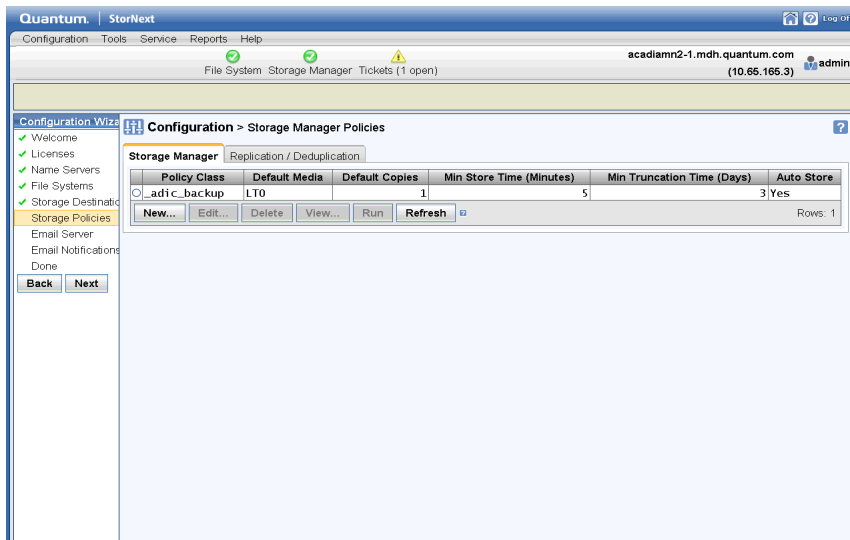 Quantum. StorNext
Log Of
Configuration Tools Service Reports Help
File System Storage Manager Tickets (1 open)
acadiamn2-1.mdh.quantum.com
(10.65.165.3)
admin
Configuration Wiza
Welcome
Licenses
Name Servers
File Systems
Storage Destinatio
Storage Policies
Email Server
Email Notifications
Done
Back Next
Configuration > Storage Manager Policies
Storage Manager Replication / Deduplication
Policy Class Default Media Default Copies Min Store Time (Minutes) Min Truncation Time (Days) Auto Store
_adic_backup LTO 1 5 3 Yes
New... Edit... Delete View... Run Refresh Rows: 1